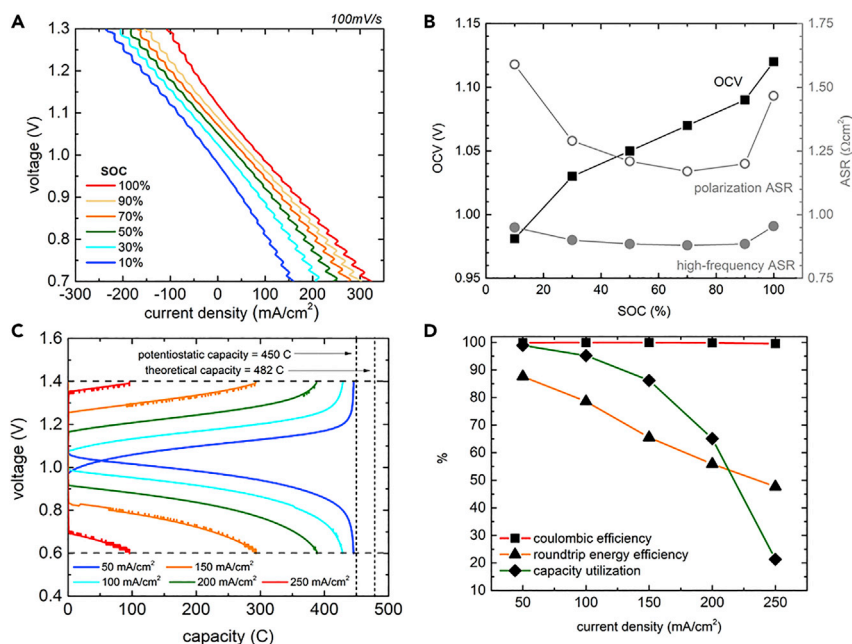 A
100mV/s
1.3
1.2
1.1
1.0
0.9
0.8
0.7
voltage (V)
SOC
100%
90%
70%
50%
30%
10%
-300 -200 -100 0 100 200 300
current density (mA/cm²)
B
1.15
1.10
1.05
1.00
0.95
OCV (V)
OCV
polarization ASR
high-frequency ASR
1.75
1.50
1.25
1.00
0.75
ASR (Ωcm²)
0 20 40 60 80 100
SOC (%)
C
1.6
1.4
1.2
1.0
0.8
0.6
0.4
voltage (V)
potentiostatic capacity = 450 C
theoretical capacity = 482 C
50 mA/cm² 150 mA/cm²
100 mA/cm² 200 mA/cm² 250 mA/cm²
0 100 200 300 400 500
capacity (C)
D
100
90
80
70
60
50
40
30
20
10
%
coulombic efficiency
roundtrip energy efficiency
capacity utilization
50 100 150 200 250
current density (mA/cm²)